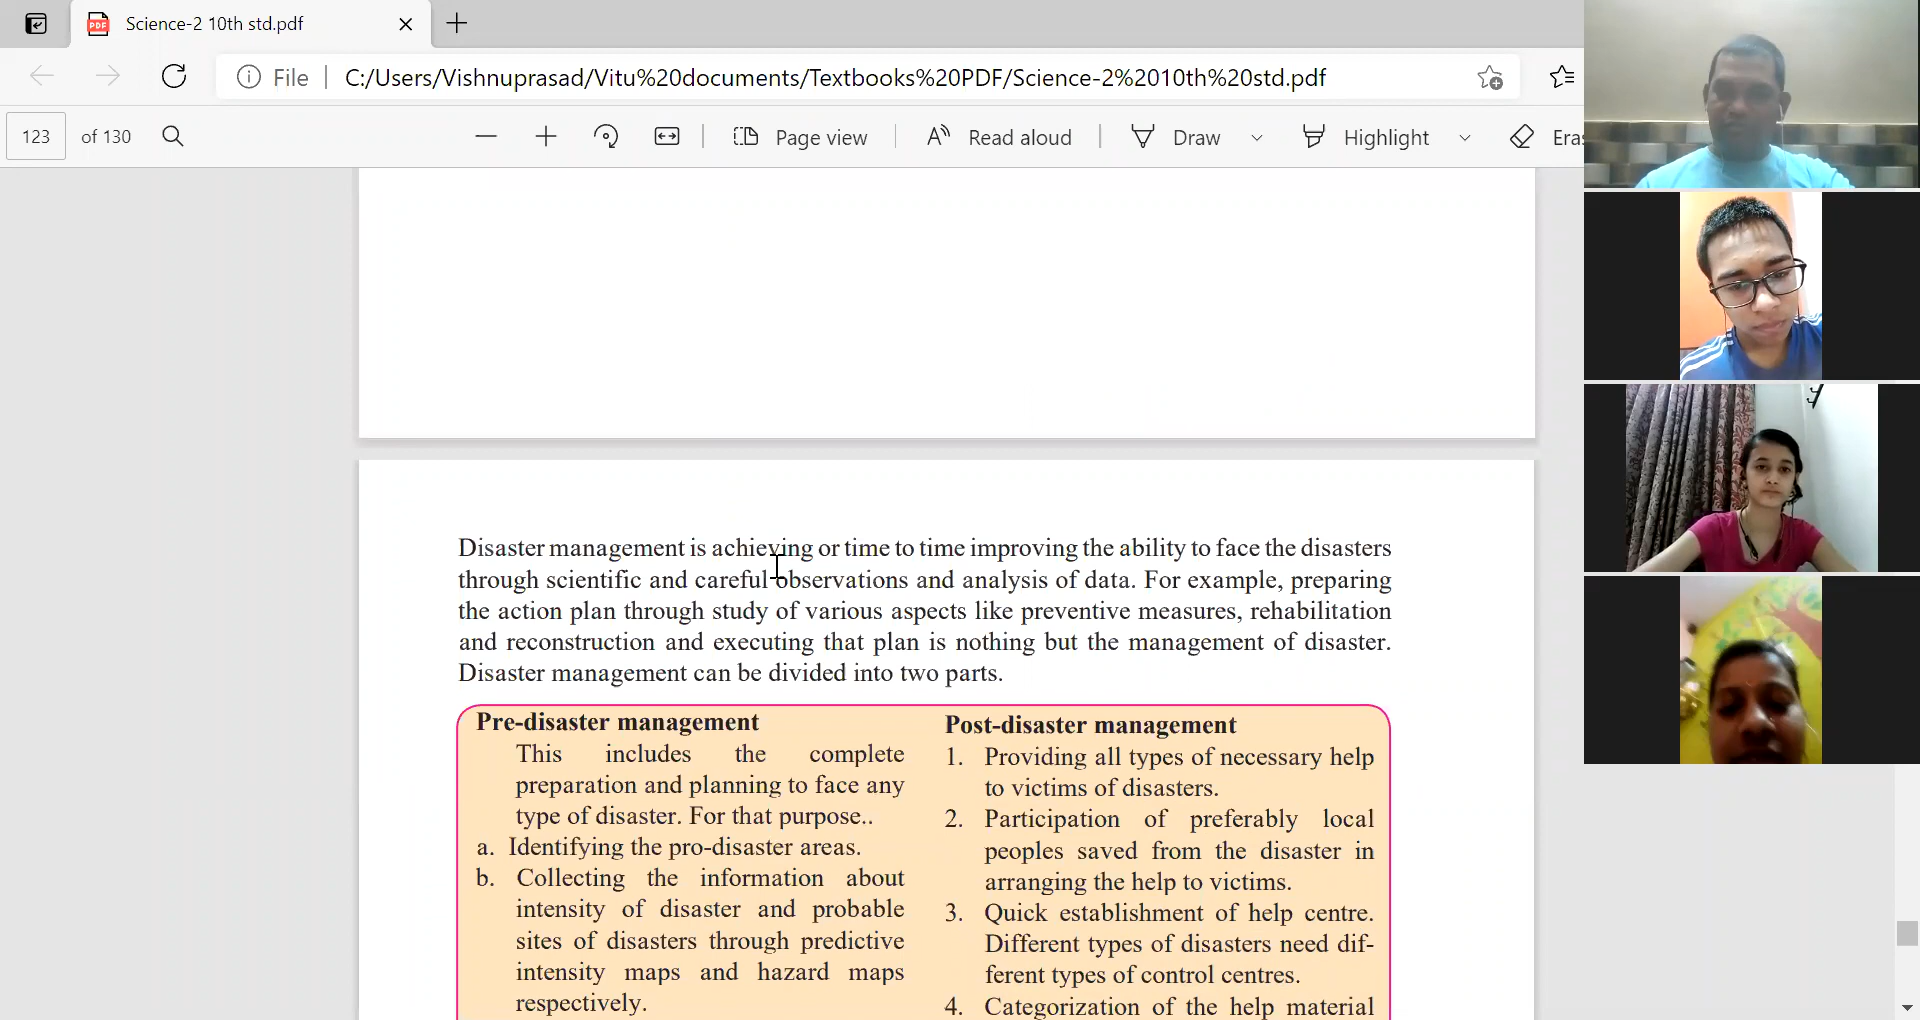 Science-2 10th std.pdf
File | C:/Users/Vishnuprasad/Vitu%20documents/Textbooks%20PDF/Science-2%2010th%20std.pdf
123 of 130 Page view Read aloud Draw Highlight Eras
Disaster management is achieving or time to time improving the ability to face the disasters
through scientific and careful observations and analysis of data. For example, preparing
the action plan through study of various aspects like preventive measures, rehabilitation
and reconstruction and executing that plan is nothing but the management of disaster.
Disaster management can be divided into two parts.
Pre-disaster management
This includes the complete
preparation and planning to face any
type of disaster. For that purpose..
a. Identifying the pro-disaster areas.
b. Collecting the information about
intensity of disaster and probable
sites of disasters through predictive
intensity maps and hazard maps
respectively.
Post-disaster management
1. Providing all types of necessary help
to victims of disasters.
2. Participation of preferably local
peoples saved from the disaster in
arranging the help to victims.
3. Quick establishment of help centre.
Different types of disasters need dif-
ferent types of control centres.
4. Categorization of the help material